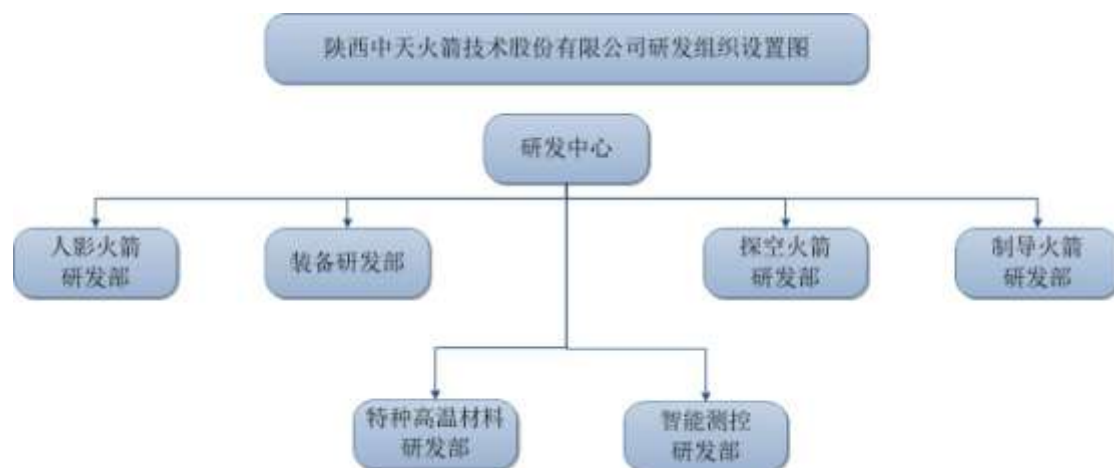 陕西中天火箭技术股份有限公司研发组织设置图
研发中心
人影火箭
研发部
装备研发部
探空火箭
研发部
制导火箭
研发部
特种高温材料
研发部
智能测控
研发部